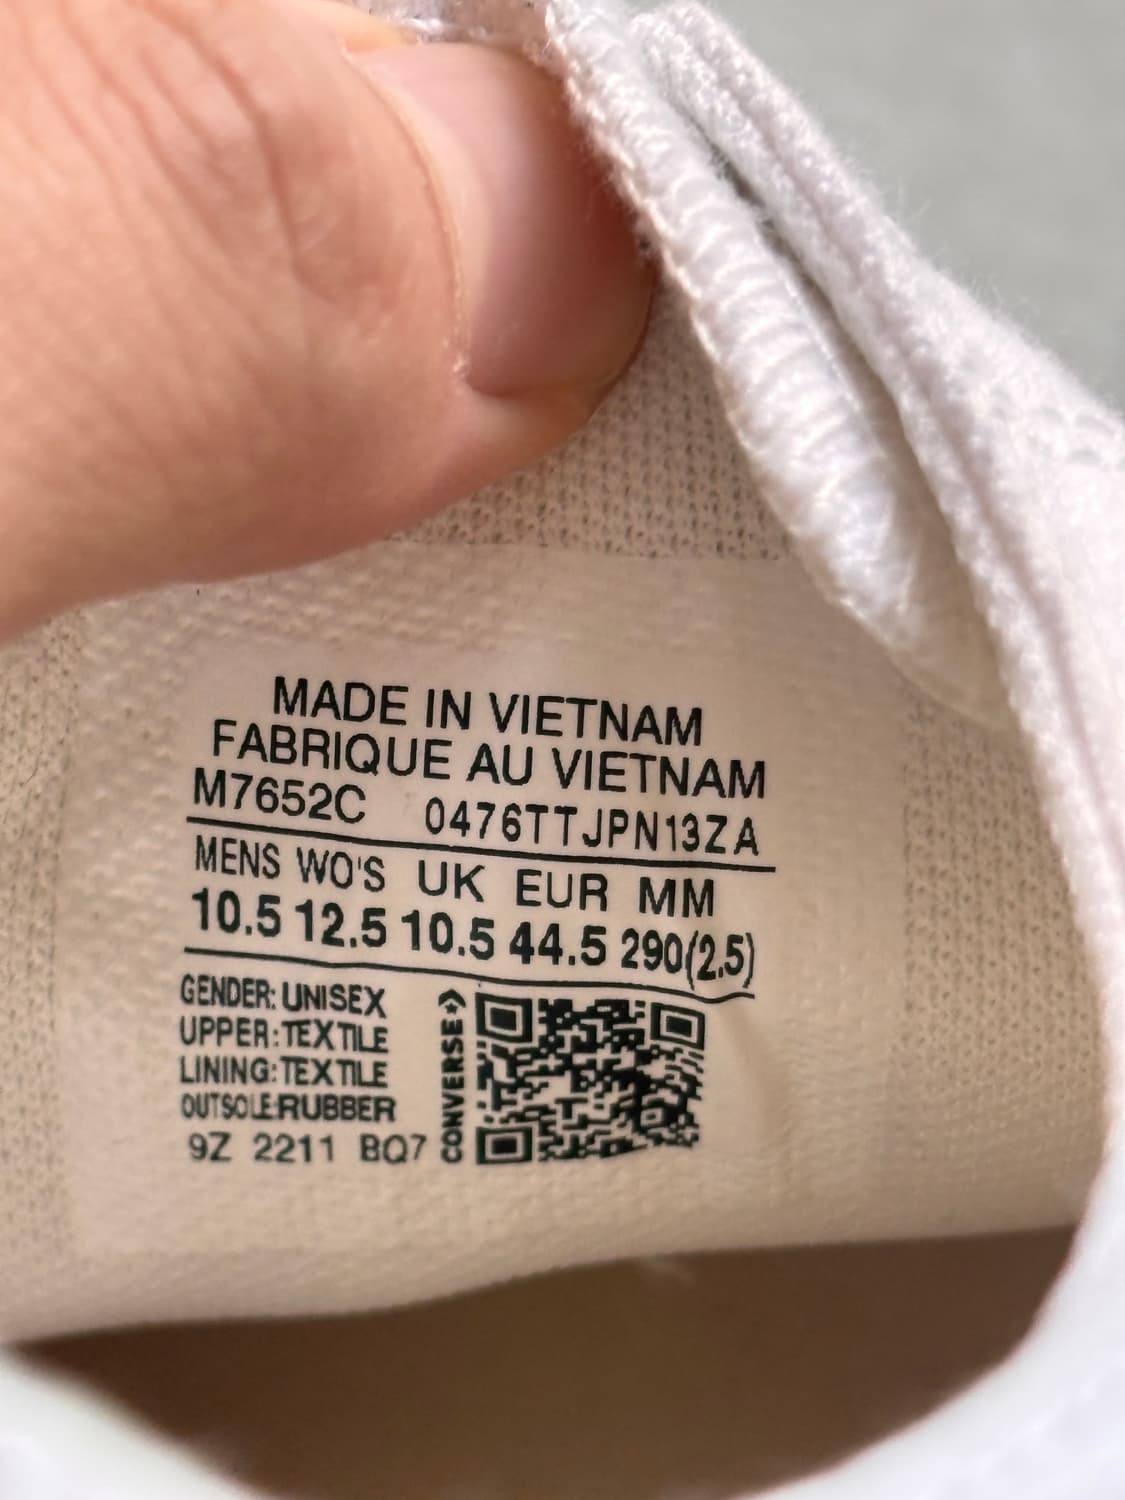 MADE IN VIETNAM
FABRIQUE AU VIETNAM
M7652C 0476TTJPN13ZA
MENS WO'S UK EUR MM
10.5 12.5 10.5 44.5 290(2.5)
GENDER: UNISEX
UPPER:TEXTILE
LINING:TEXTILE
OUTSOLE:RUBBER
9Z 2211 BQ7
CONVERSE